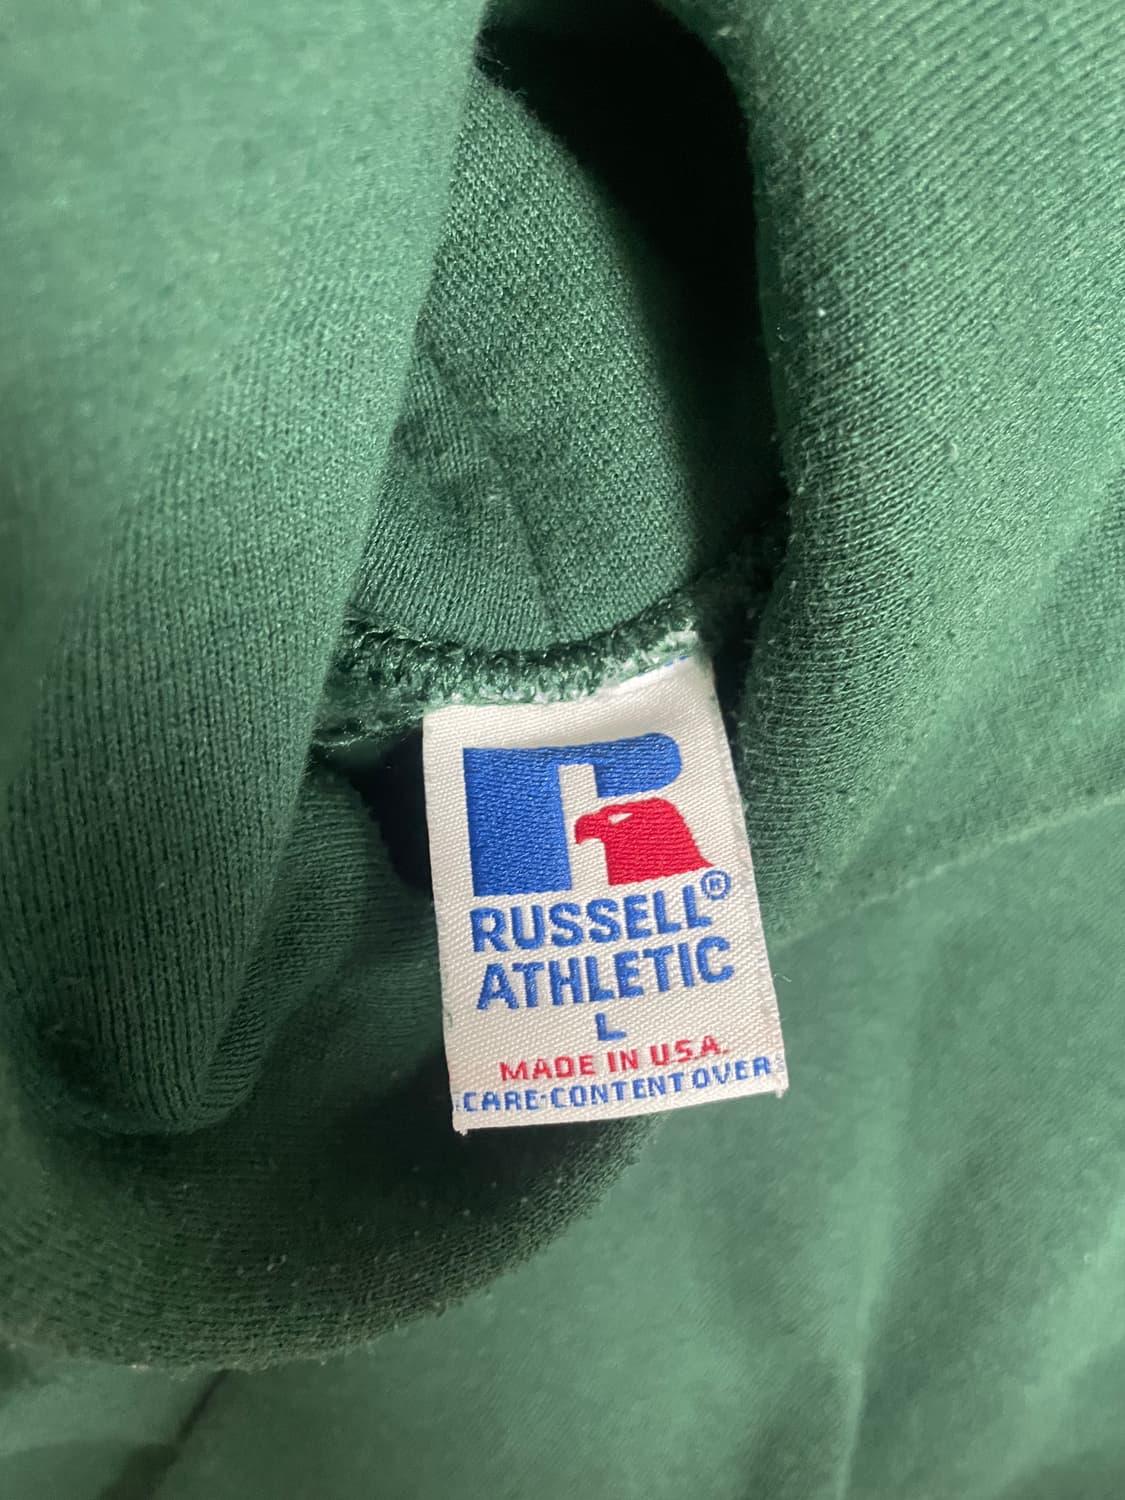 RUSSELL®
ATHLETIC
L
MADE IN U.S.A.
CARE-CONTENT OVER